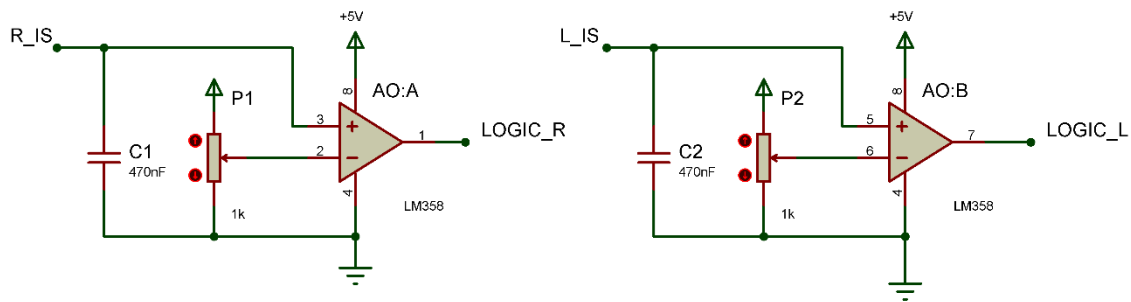 R_IS
+5V
P1
8
AO:A
3
+
1
LOGIC_R
2
−
C1
470nF
4
LM358
1k
L_IS
+5V
P2
8
AO:B
5
+
7
LOGIC_L
6
−
C2
470nF
4
LM358
1k